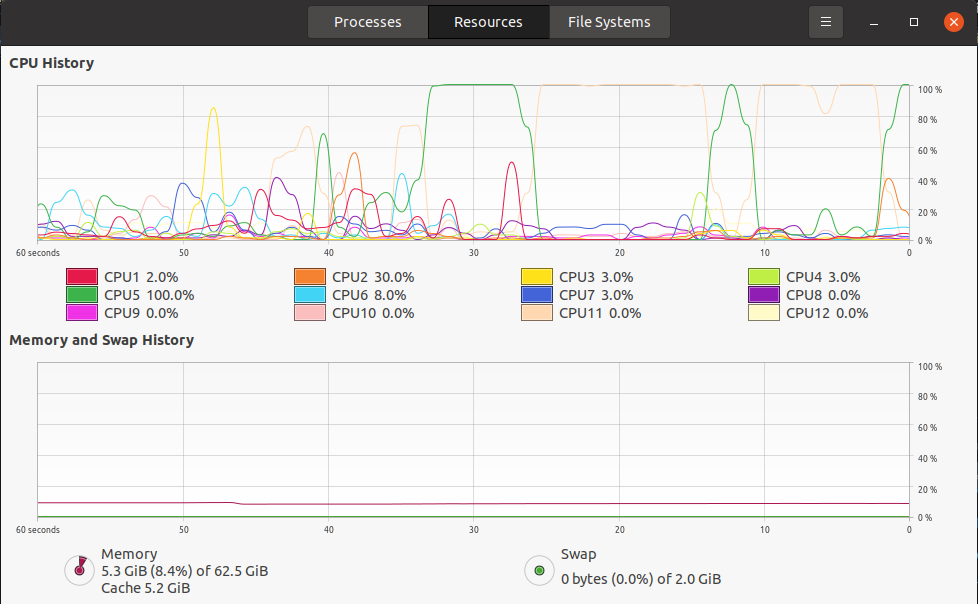 Processes Resources File Systems
CPU History
100 %
80 %
60 %
40 %
20 %
0 %
60 seconds 50 40 30 20 10 0
CPU1 2.0% CPU2 30.0% CPU3 3.0% CPU4 3.0%
CPU5 100.0% CPU6 8.0% CPU7 3.0% CPU8 0.0%
CPU9 0.0% CPU10 0.0% CPU11 0.0% CPU12 0.0%
Memory and Swap History
100 %
80 %
60 %
40 %
20 %
0 %
60 seconds 50 40 30 20 10 0
Memory
5.3 GiB (8.4%) of 62.5 GiB
Cache 5.2 GiB
Swap
0 bytes (0.0%) of 2.0 GiB